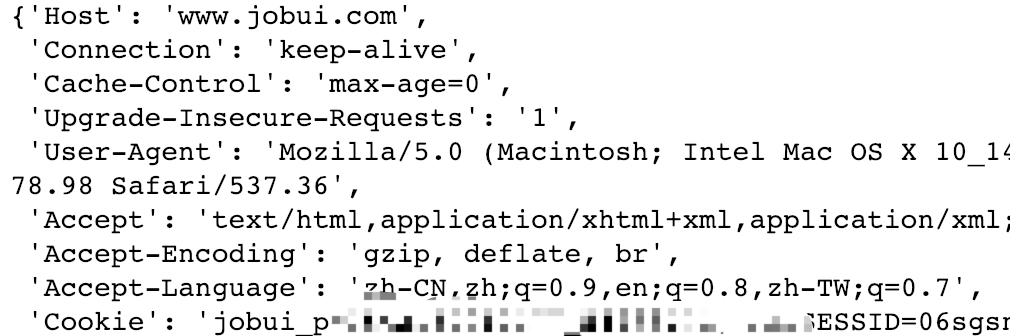 {'Host': 'www.jobui.com',
'Connection': 'keep-alive',
'Cache-Control': 'max-age=0',
'Upgrade-Insecure-Requests': '1',
'User-Agent': 'Mozilla/5.0 (Macintosh; Intel Mac OS X 10_14
78.98 Safari/537.36',
'Accept': 'text/html,application/xhtml+xml,application/xml;
'Accept-Encoding': 'gzip, deflate, br',
'Accept-Language': 'zh-CN,zh;q=0.9,en;q=0.8,zh-TW;q=0.7',
'Cookie': 'jobui_p SESSID=06sgsr